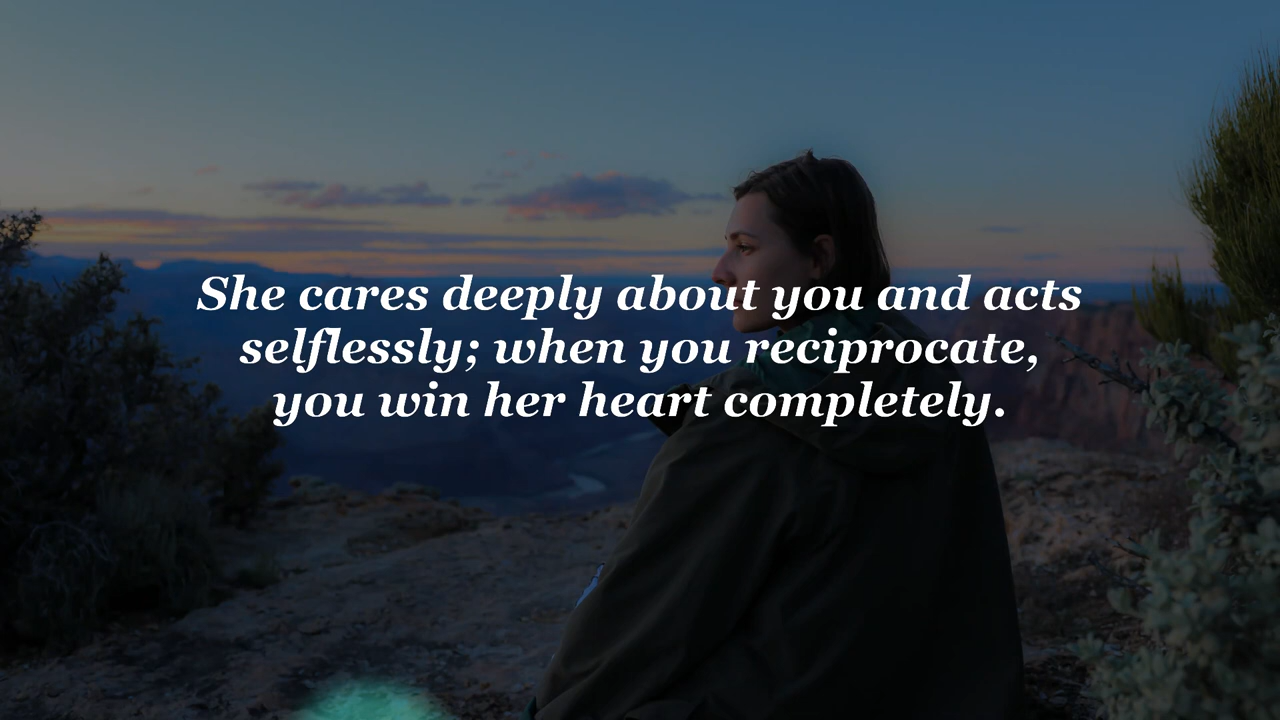 She cares deeply about you and acts
selflessly; when you reciprocate,
you win her heart completely.